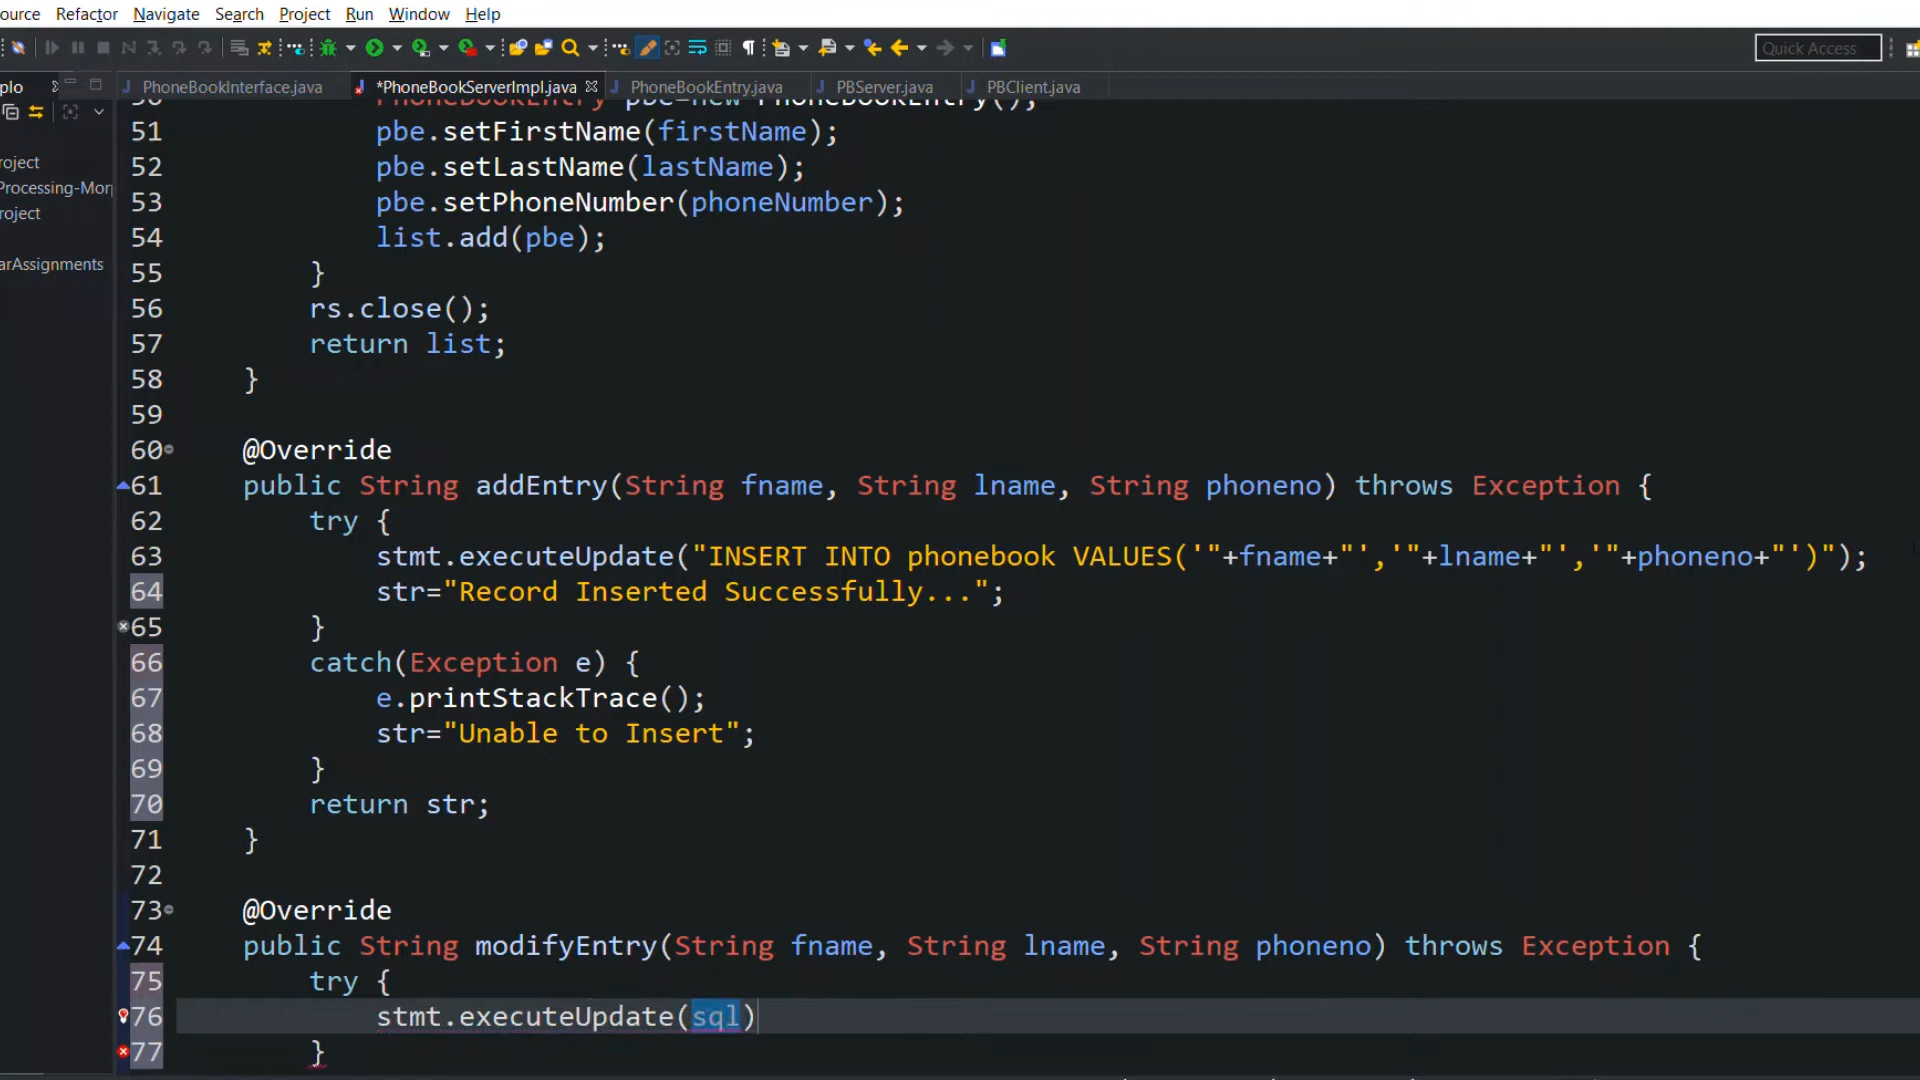 ource Refactor Navigate Search Project Run Window Help
Quick Access
plo PhoneBookInterface.java *PhoneBookServerImpl.java PhoneBookEntry.java PBServer.java PBClient.java
roject
Processing-Mor
roject
arAssignments
50 PhoneBookEntry pbe=new PhoneBookEntry();
51 pbe.setFirstName(firstName);
52 pbe.setLastName(lastName);
53 pbe.setPhoneNumber(phoneNumber);
54 list.add(pbe);
55 }
56 rs.close();
57 return list;
58 }
59
60 @Override
61 public String addEntry(String fname, String lname, String phoneno) throws Exception {
62 try {
63 stmt.executeUpdate("INSERT INTO phonebook VALUES('"+fname+"','"+lname+"','"+phoneno+"')");
64 str="Record Inserted Successfully...";
65 }
66 catch(Exception e) {
67 e.printStackTrace();
68 str="Unable to Insert";
69 }
70 return str;
71 }
72
73 @Override
74 public String modifyEntry(String fname, String lname, String phoneno) throws Exception {
75 try {
76 stmt.executeUpdate(sql)
77 }